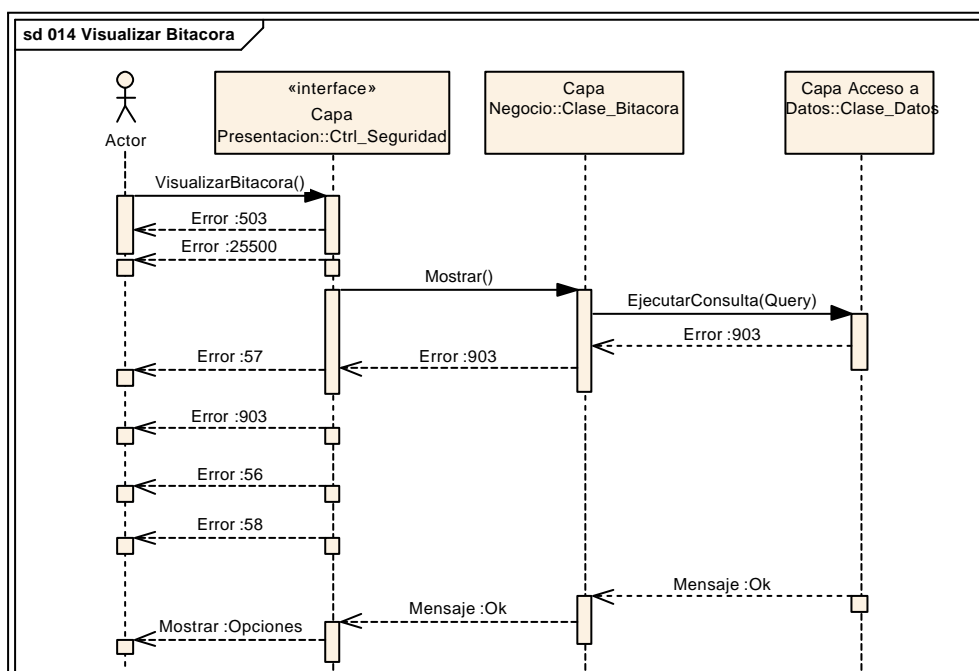 sd 014 Visualizar Bitacora
Actor
«interface»
Capa
Presentacion::Ctrl_Seguridad
Capa
Negocio::Clase_Bitacora
Capa Acceso a
Datos::Clase_Datos
VisualizarBitacora()
Error :503
Error :25500
Mostrar()
EjecutarConsulta(Query)
Error :903
Error :903
Error :57
Error :903
Error :56
Error :58
Mensaje :Ok
Mensaje :Ok
Mostrar :Opciones